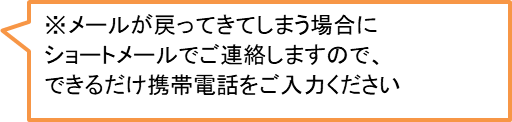 ※メールが戻ってきてしまう場合に
ショートメールでご連絡しますので、
できるだけ携帯電話をご入力ください